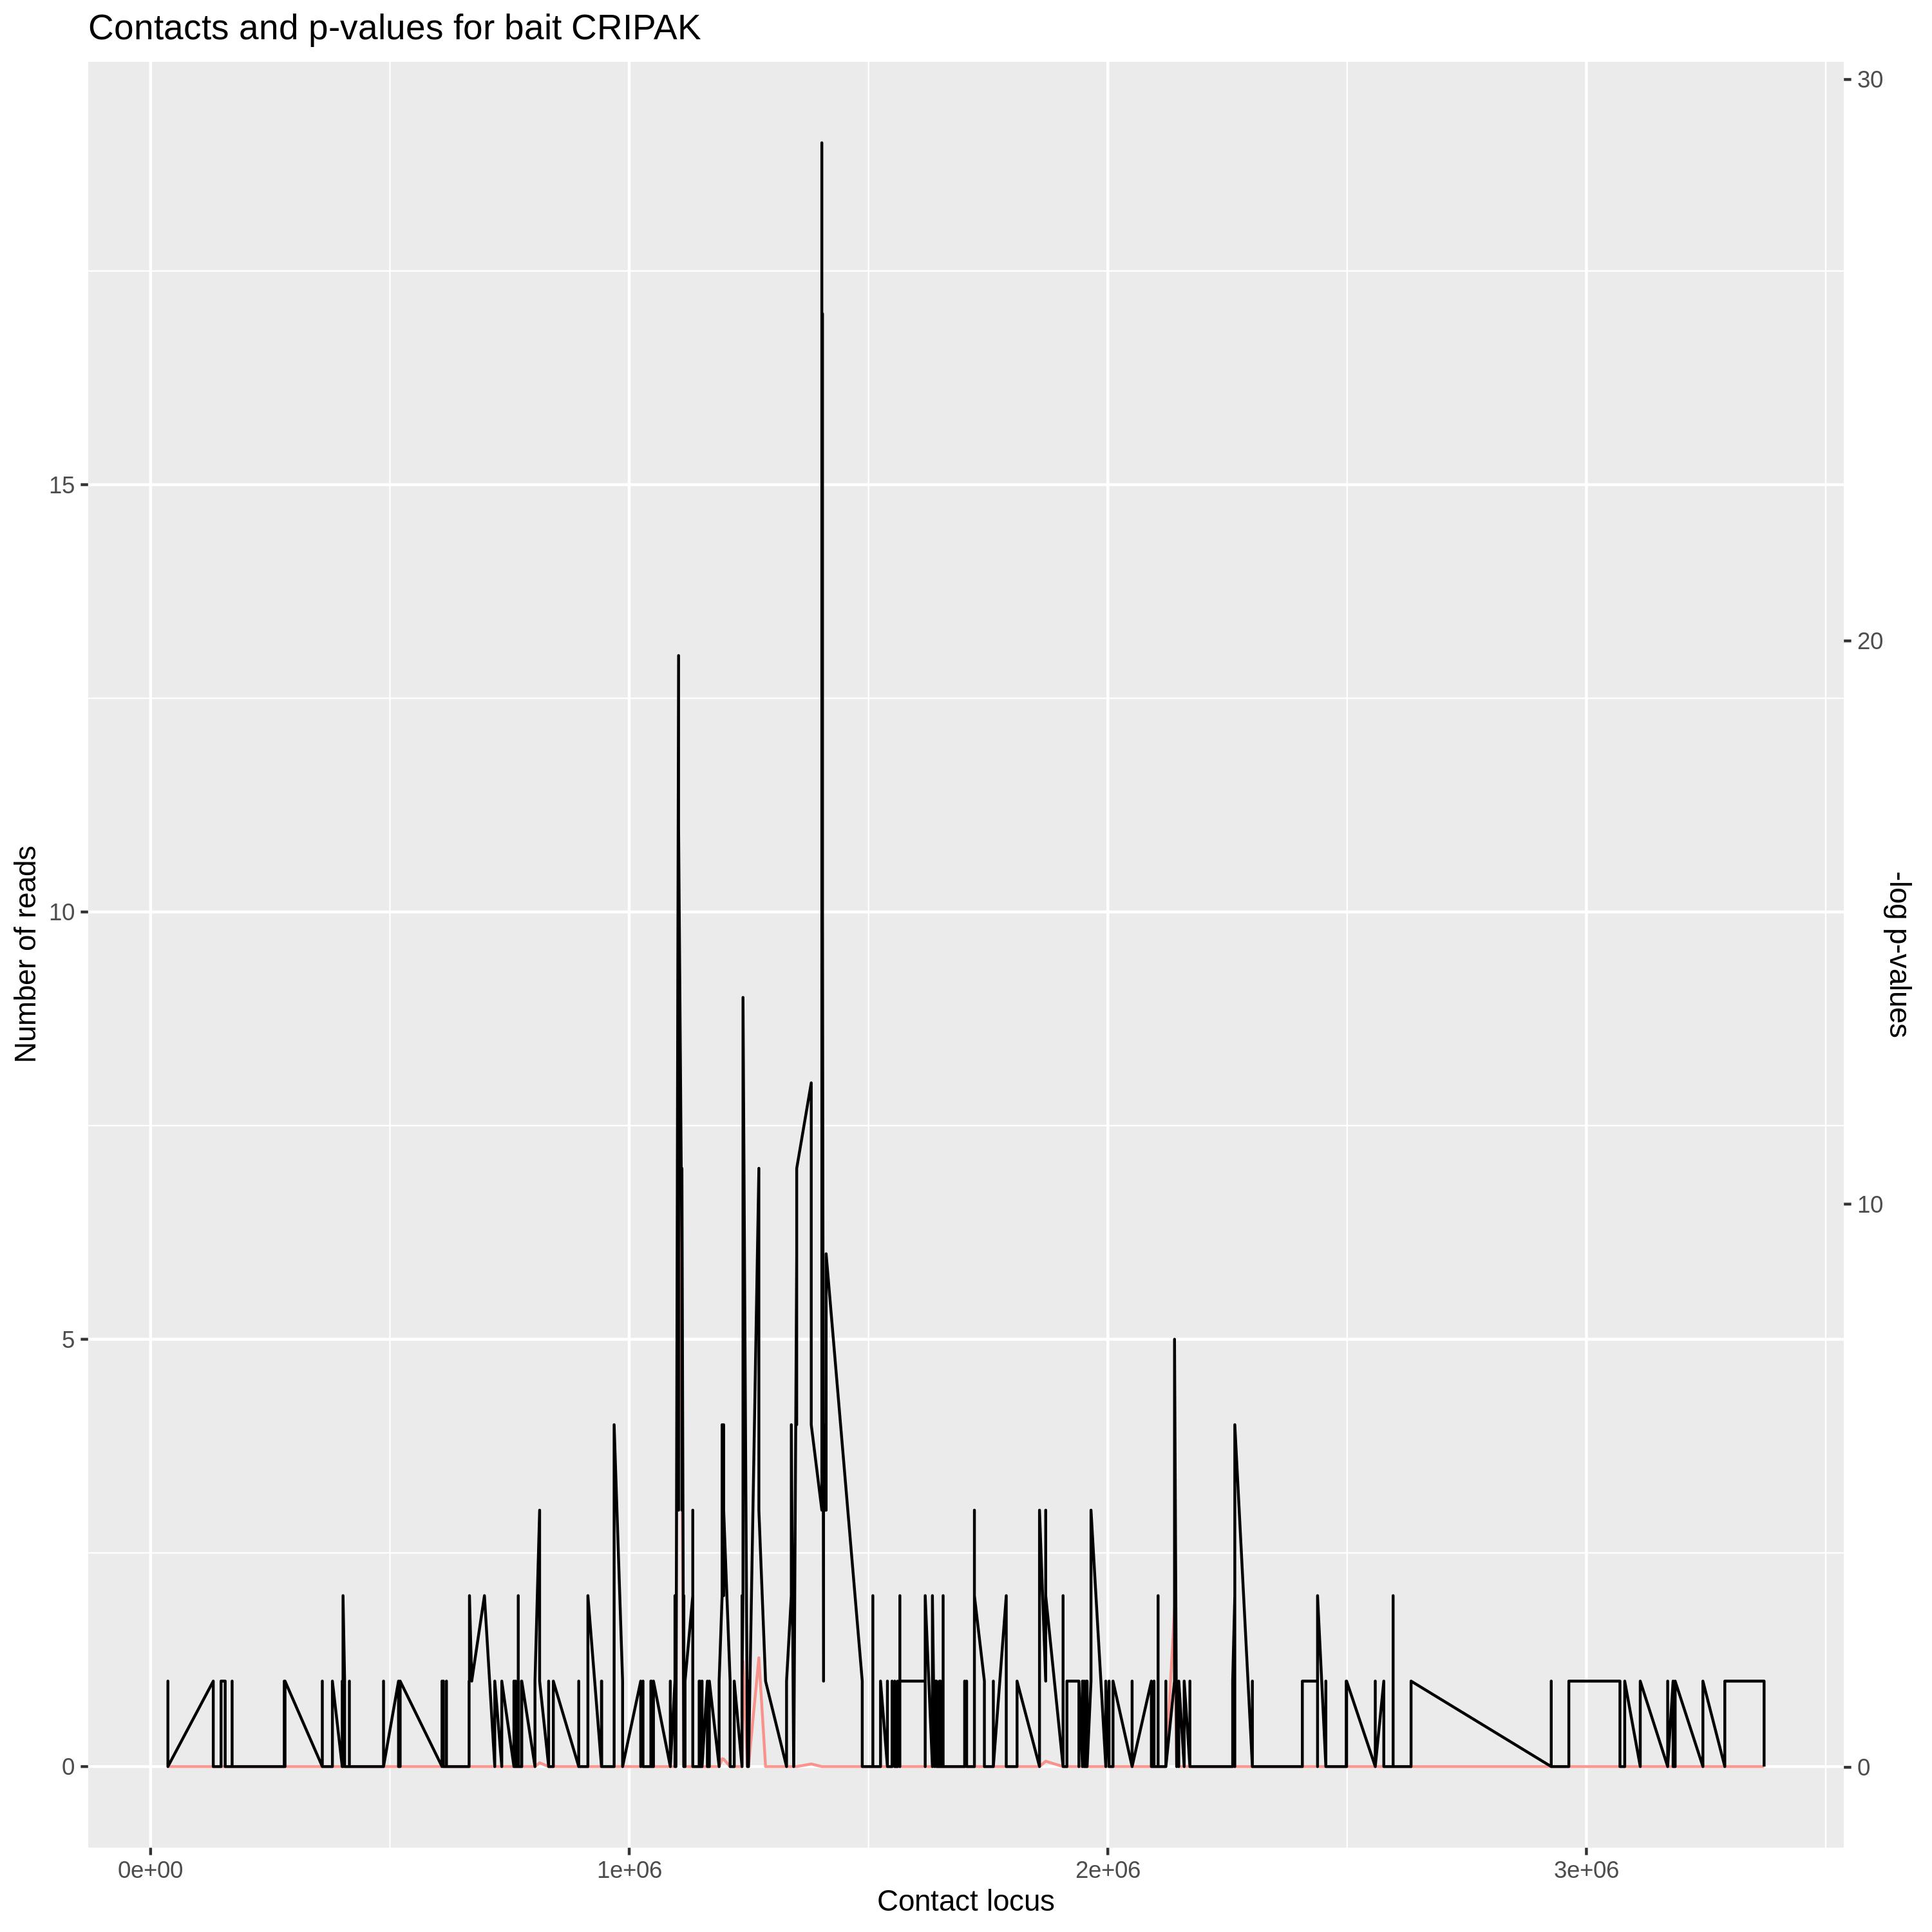 Contacts and p-values for bait CRIPAK
30
15
20
10
10
5
0
0
Number of reads
-log p-values
0e+00 1e+06 2e+06 3e+06
Contact locus